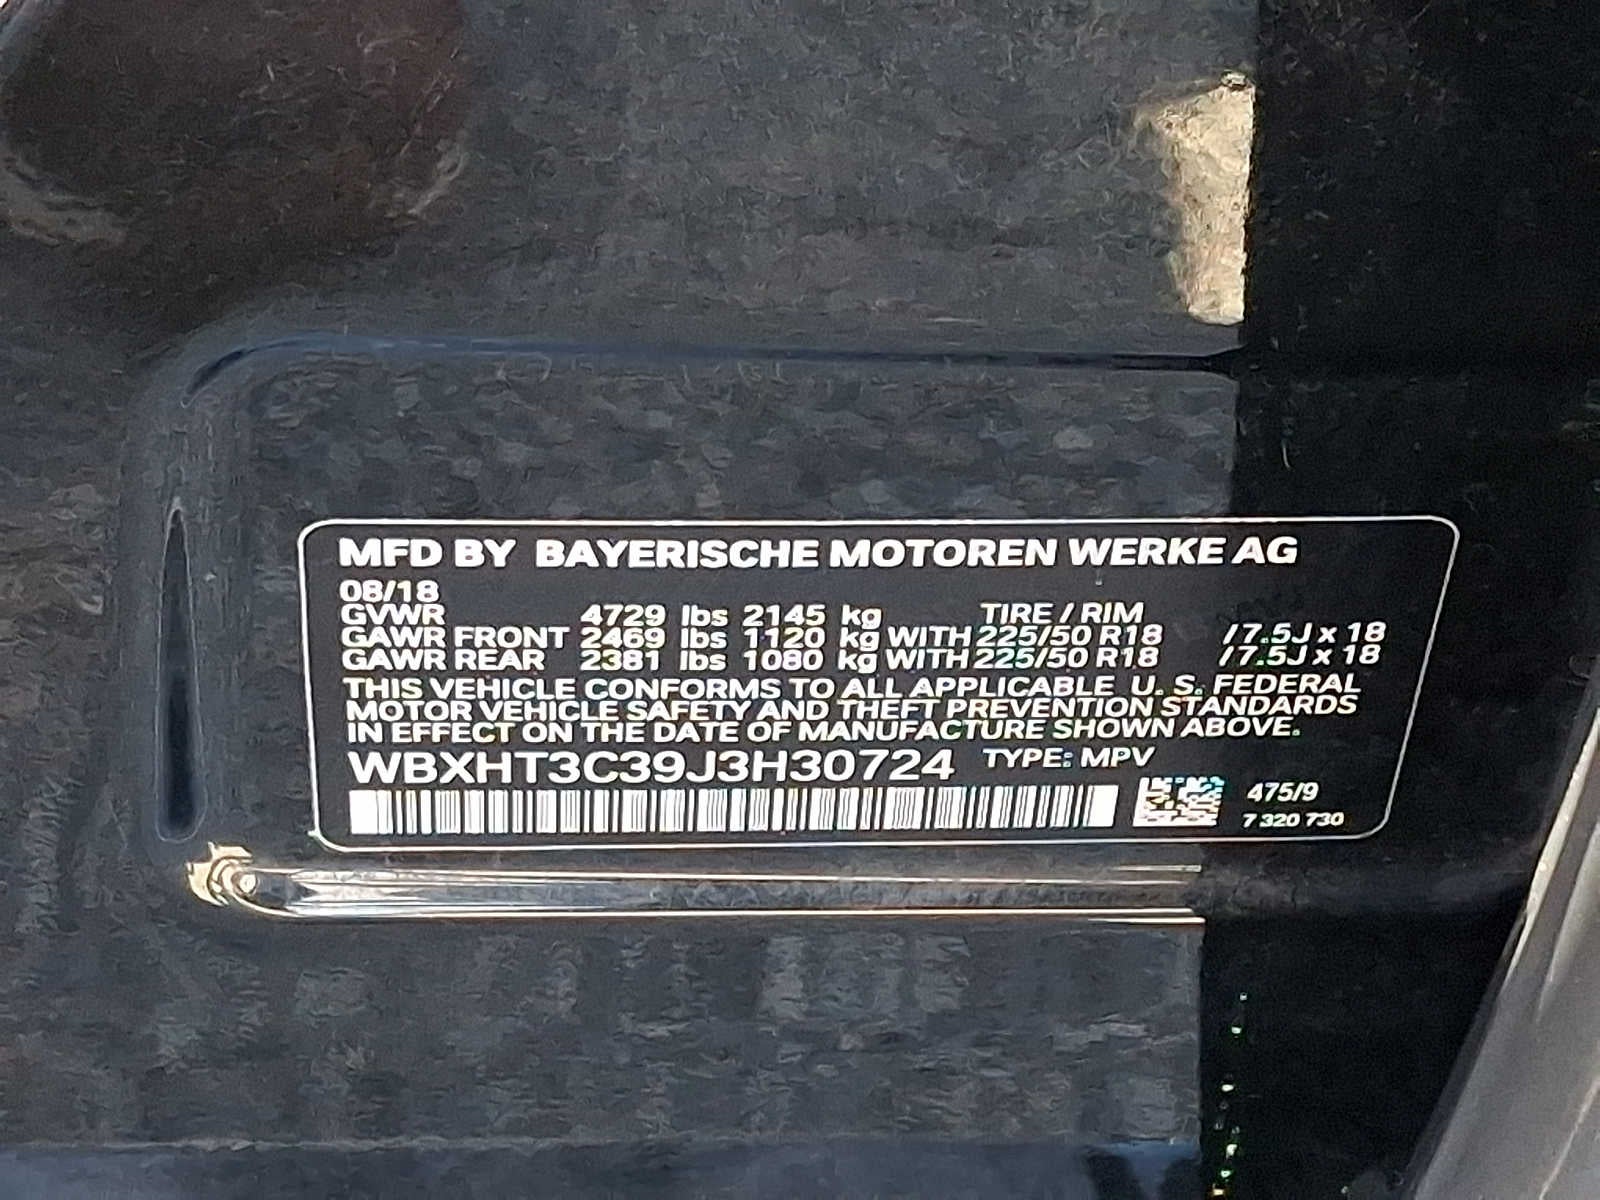 MFD BY BAYERISCHE MOTOREN WERKE AG
08/18
GVWR 4729 lbs 2145 kg TIRE / RIM
GAWR FRONT 2469 lbs 1120 kg WITH 225/50 R18 / 7.5J x 18
GAWR REAR 2381 lbs 1080 kg WITH 225/50 R18 / 7.5J x 18
THIS VEHICLE CONFORMS TO ALL APPLICABLE U. S. FEDERAL
MOTOR VEHICLE SAFETY AND THEFT PREVENTION STANDARDS
IN EFFECT ON THE DATE OF MANUFACTURE SHOWN ABOVE.
WBXHT3C39J3H30724 TYPE: MPV
475/9
7 320 730